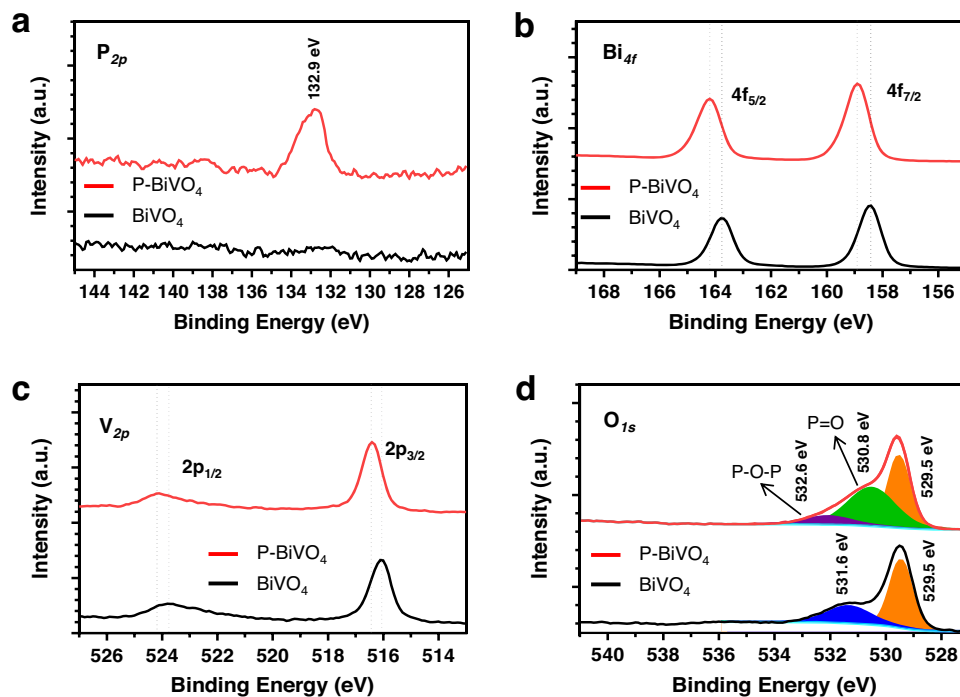 a
P2p
132.9 eV
P-BiVO4
BiVO4
Intensity (a.u.)
144 142 140 138 136 134 132 130 128 126
Binding Energy (eV)
b
Bi4f
4f5/2
4f7/2
P-BiVO4
BiVO4
Intensity (a.u.)
168 166 164 162 160 158 156
Binding Energy (eV)
c
V2p
2p1/2
2p3/2
P-BiVO4
BiVO4
Intensity (a.u.)
526 524 522 520 518 516 514
Binding Energy (eV)
d
O1s
P=O
P-O-P
532.6 eV
530.8 eV
529.5 eV
P-BiVO4
BiVO4
531.6 eV
529.5 eV
Intensity (a.u.)
540 538 536 534 532 530 528
Binding Energy (eV)